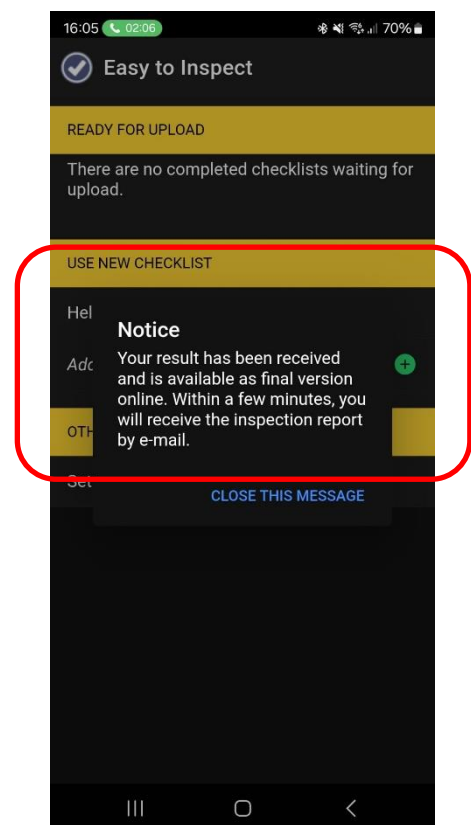 16:05 02:06 70%
Easy to Inspect
READY FOR UPLOAD
There are no completed checklists waiting for
upload.
USE NEW CHECKLIST
Hel
Notice
Your result has been received
Add
and is available as final version
online. Within a few minutes, you
will receive the inspection report
OTH
by e-mail.
Set
CLOSE THIS MESSAGE